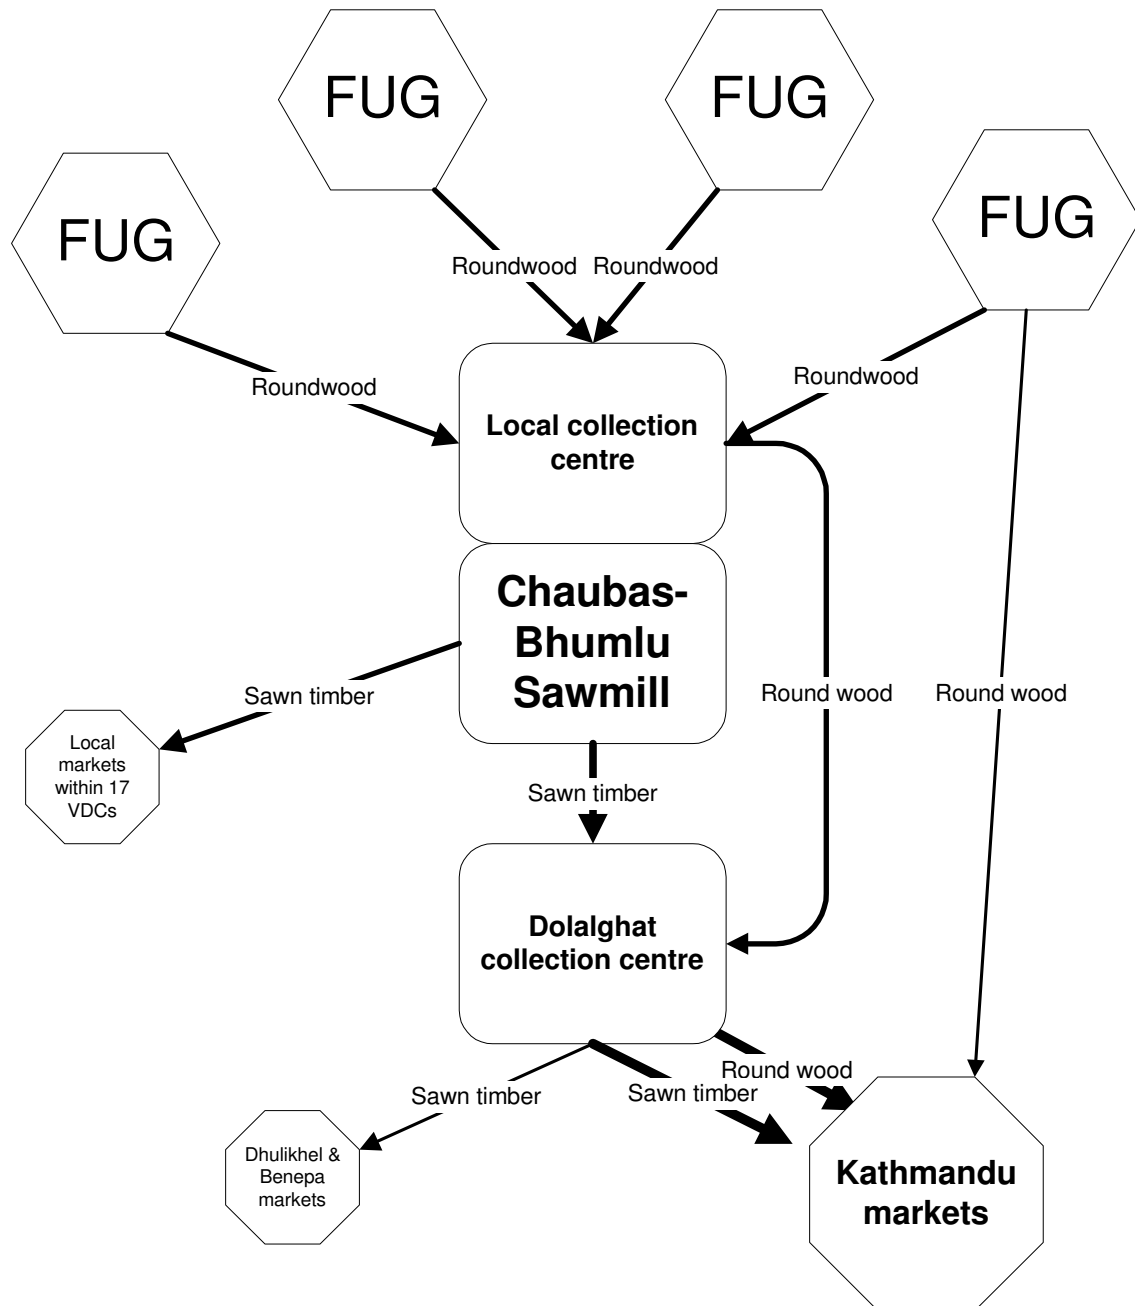 FUG
FUG
FUG
FUG
Roundwood
Roundwood
Roundwood
Roundwood
Local collection
centre
Chaubas-
Bhumlu
Sawmill
Sawn timber
Round wood
Round wood
Local
markets
within 17
VDCs
Sawn timber
Dolalghat
collection centre
Round wood
Sawn timber
Sawn timber
Dhulikhel &
Benepa
markets
Kathmandu
markets